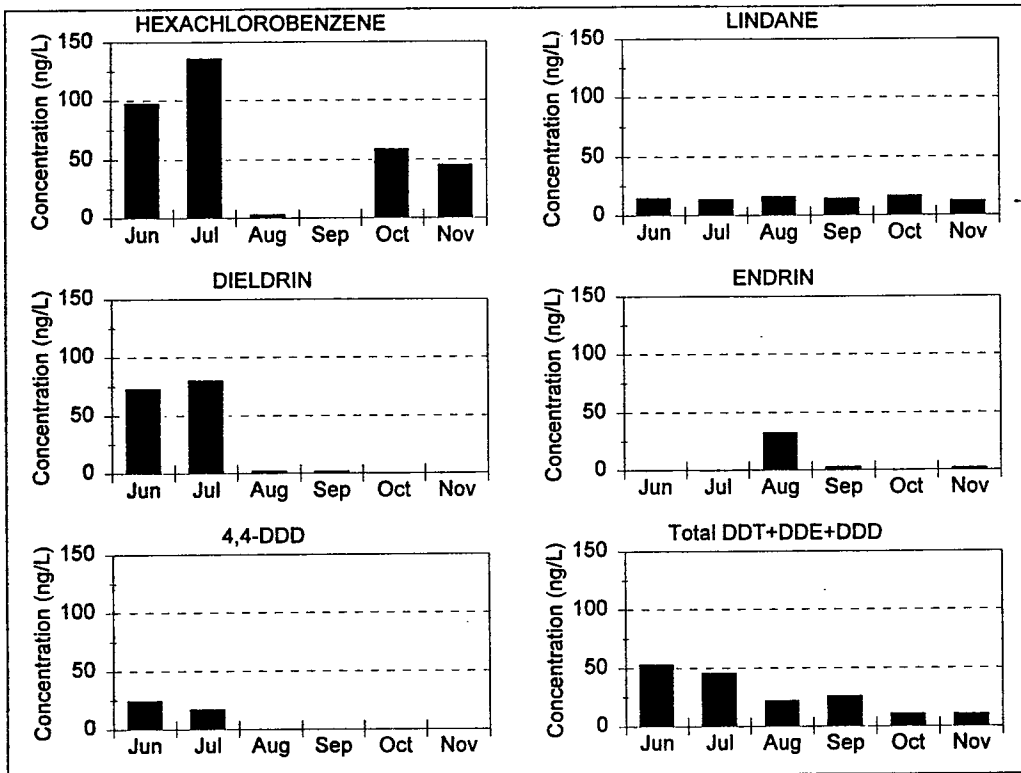 HEXACHLOROBENZENE
Concentration (ng/L)
150
100
50
0
Jun Jul Aug Sep Oct Nov
LINDANE
Concentration (ng/L)
150
100
50
0
Jun Jul Aug Sep Oct Nov
DIELDRIN
Concentration (ng/L)
150
100
50
0
Jun Jul Aug Sep Oct Nov
ENDRIN
Concentration (ng/L)
150
100
50
0
Jun Jul Aug Sep Oct Nov
4,4-DDD
Concentration (ng/L)
150
100
50
0
Jun Jul Aug Sep Oct Nov
Total DDT+DDE+DDD
Concentration (ng/L)
150
100
50
0
Jun Jul Aug Sep Oct Nov